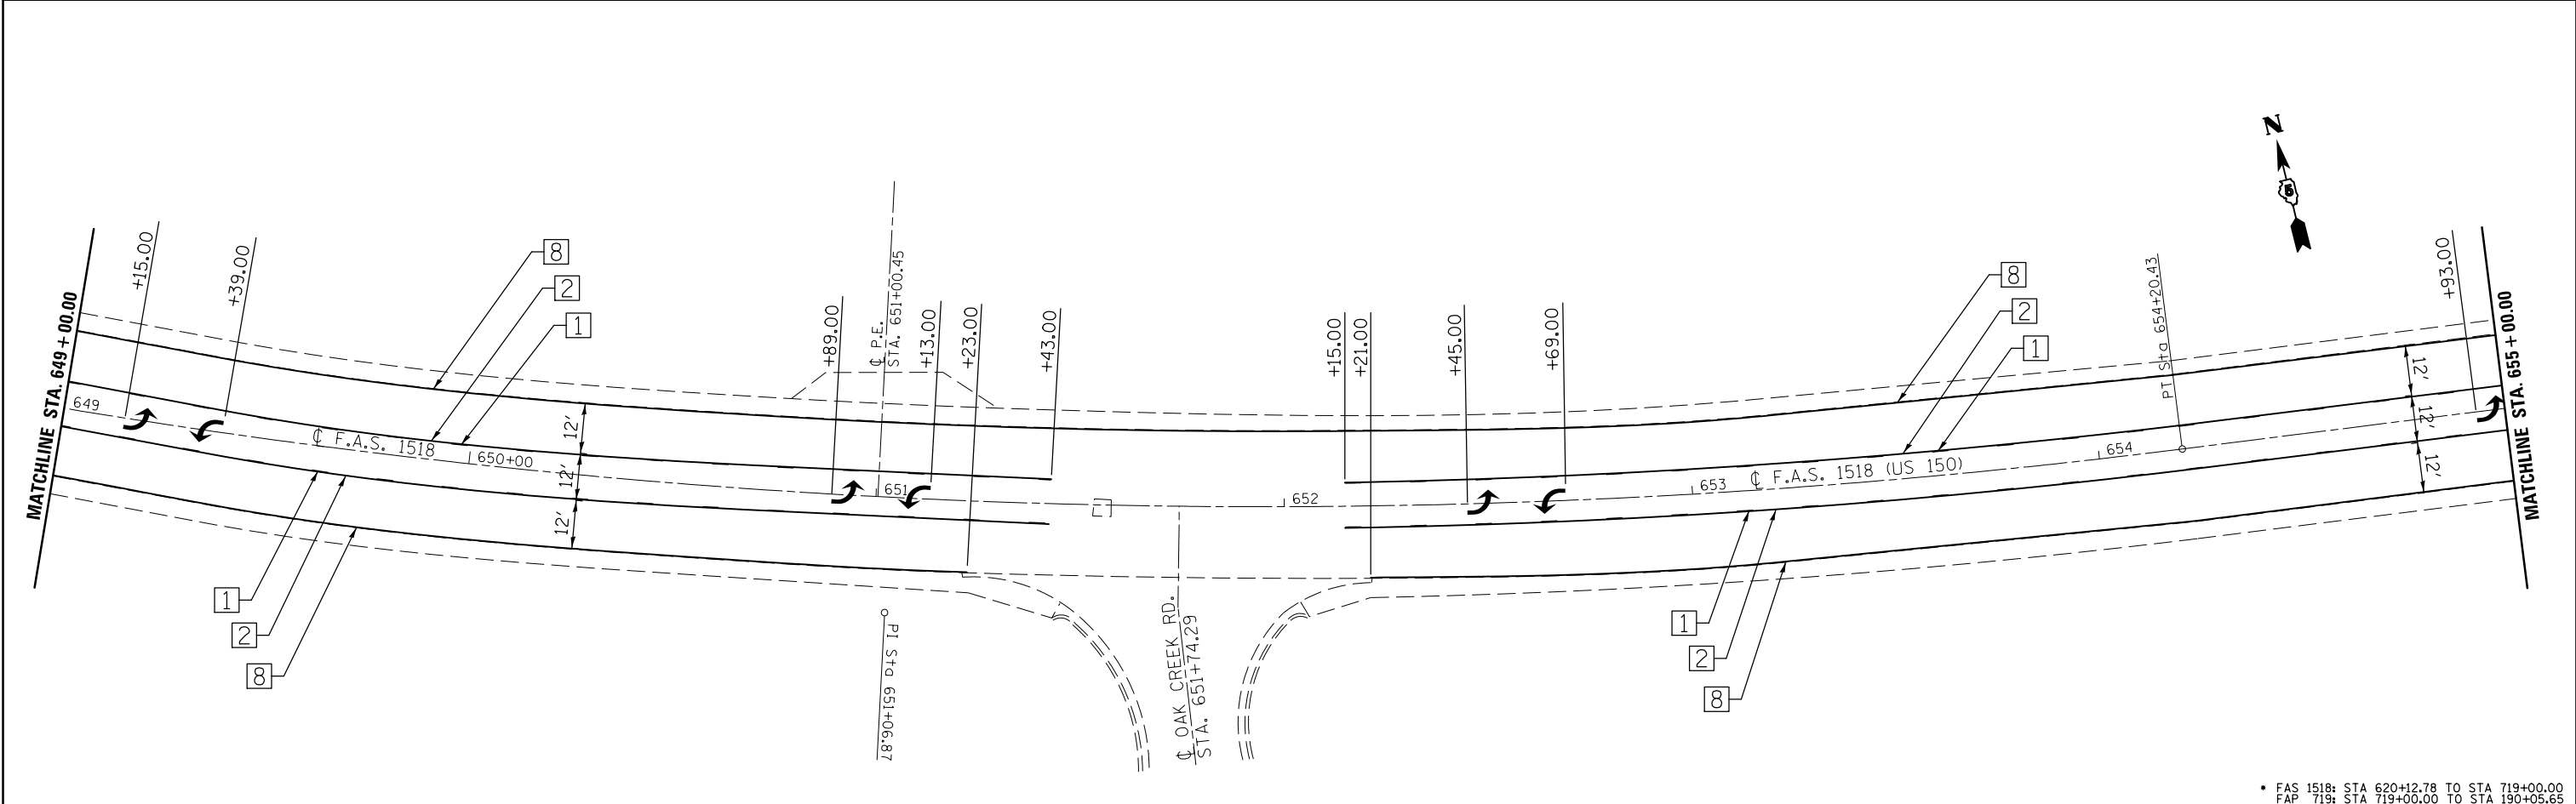 N
5
MATCHLINE STA. 649+00.00
+15.00
+39.00
8
2
1
+89.00
℄ P.E.
STA. 651+00.45
+13.00
+23.00
+43.00
+15.00
+21.00
+45.00
+69.00
8
2
1
PT Sta 654+20.43
+93.00
MATCHLINE STA. 655+00.00
649
℄ F.A.S. 1518
650+00
12'
12'
12'
651
652
653
℄ F.A.S. 1518 (US 150)
654
12'
12'
12'
1
2
8
PI Sta 651+06.87
℄ OAK CREEK RD.
STA. 651+74.29
1
2
8
• FAS 1518: STA 620+12.78 TO STA 719+00.00
FAP 719: STA 719+00.00 TO STA 190+05.65